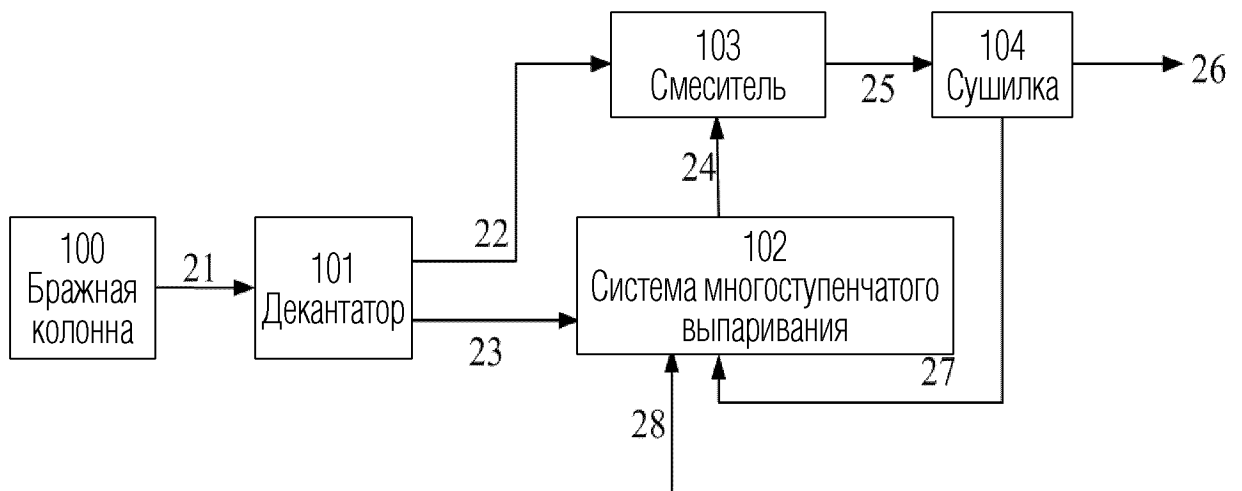 103
Смеситель
25
104
Сушилка
26
24
100
Бражная
колонна
21
101
Декантатор
22
23
102
Система многоступенчатого
выпаривания
27
28